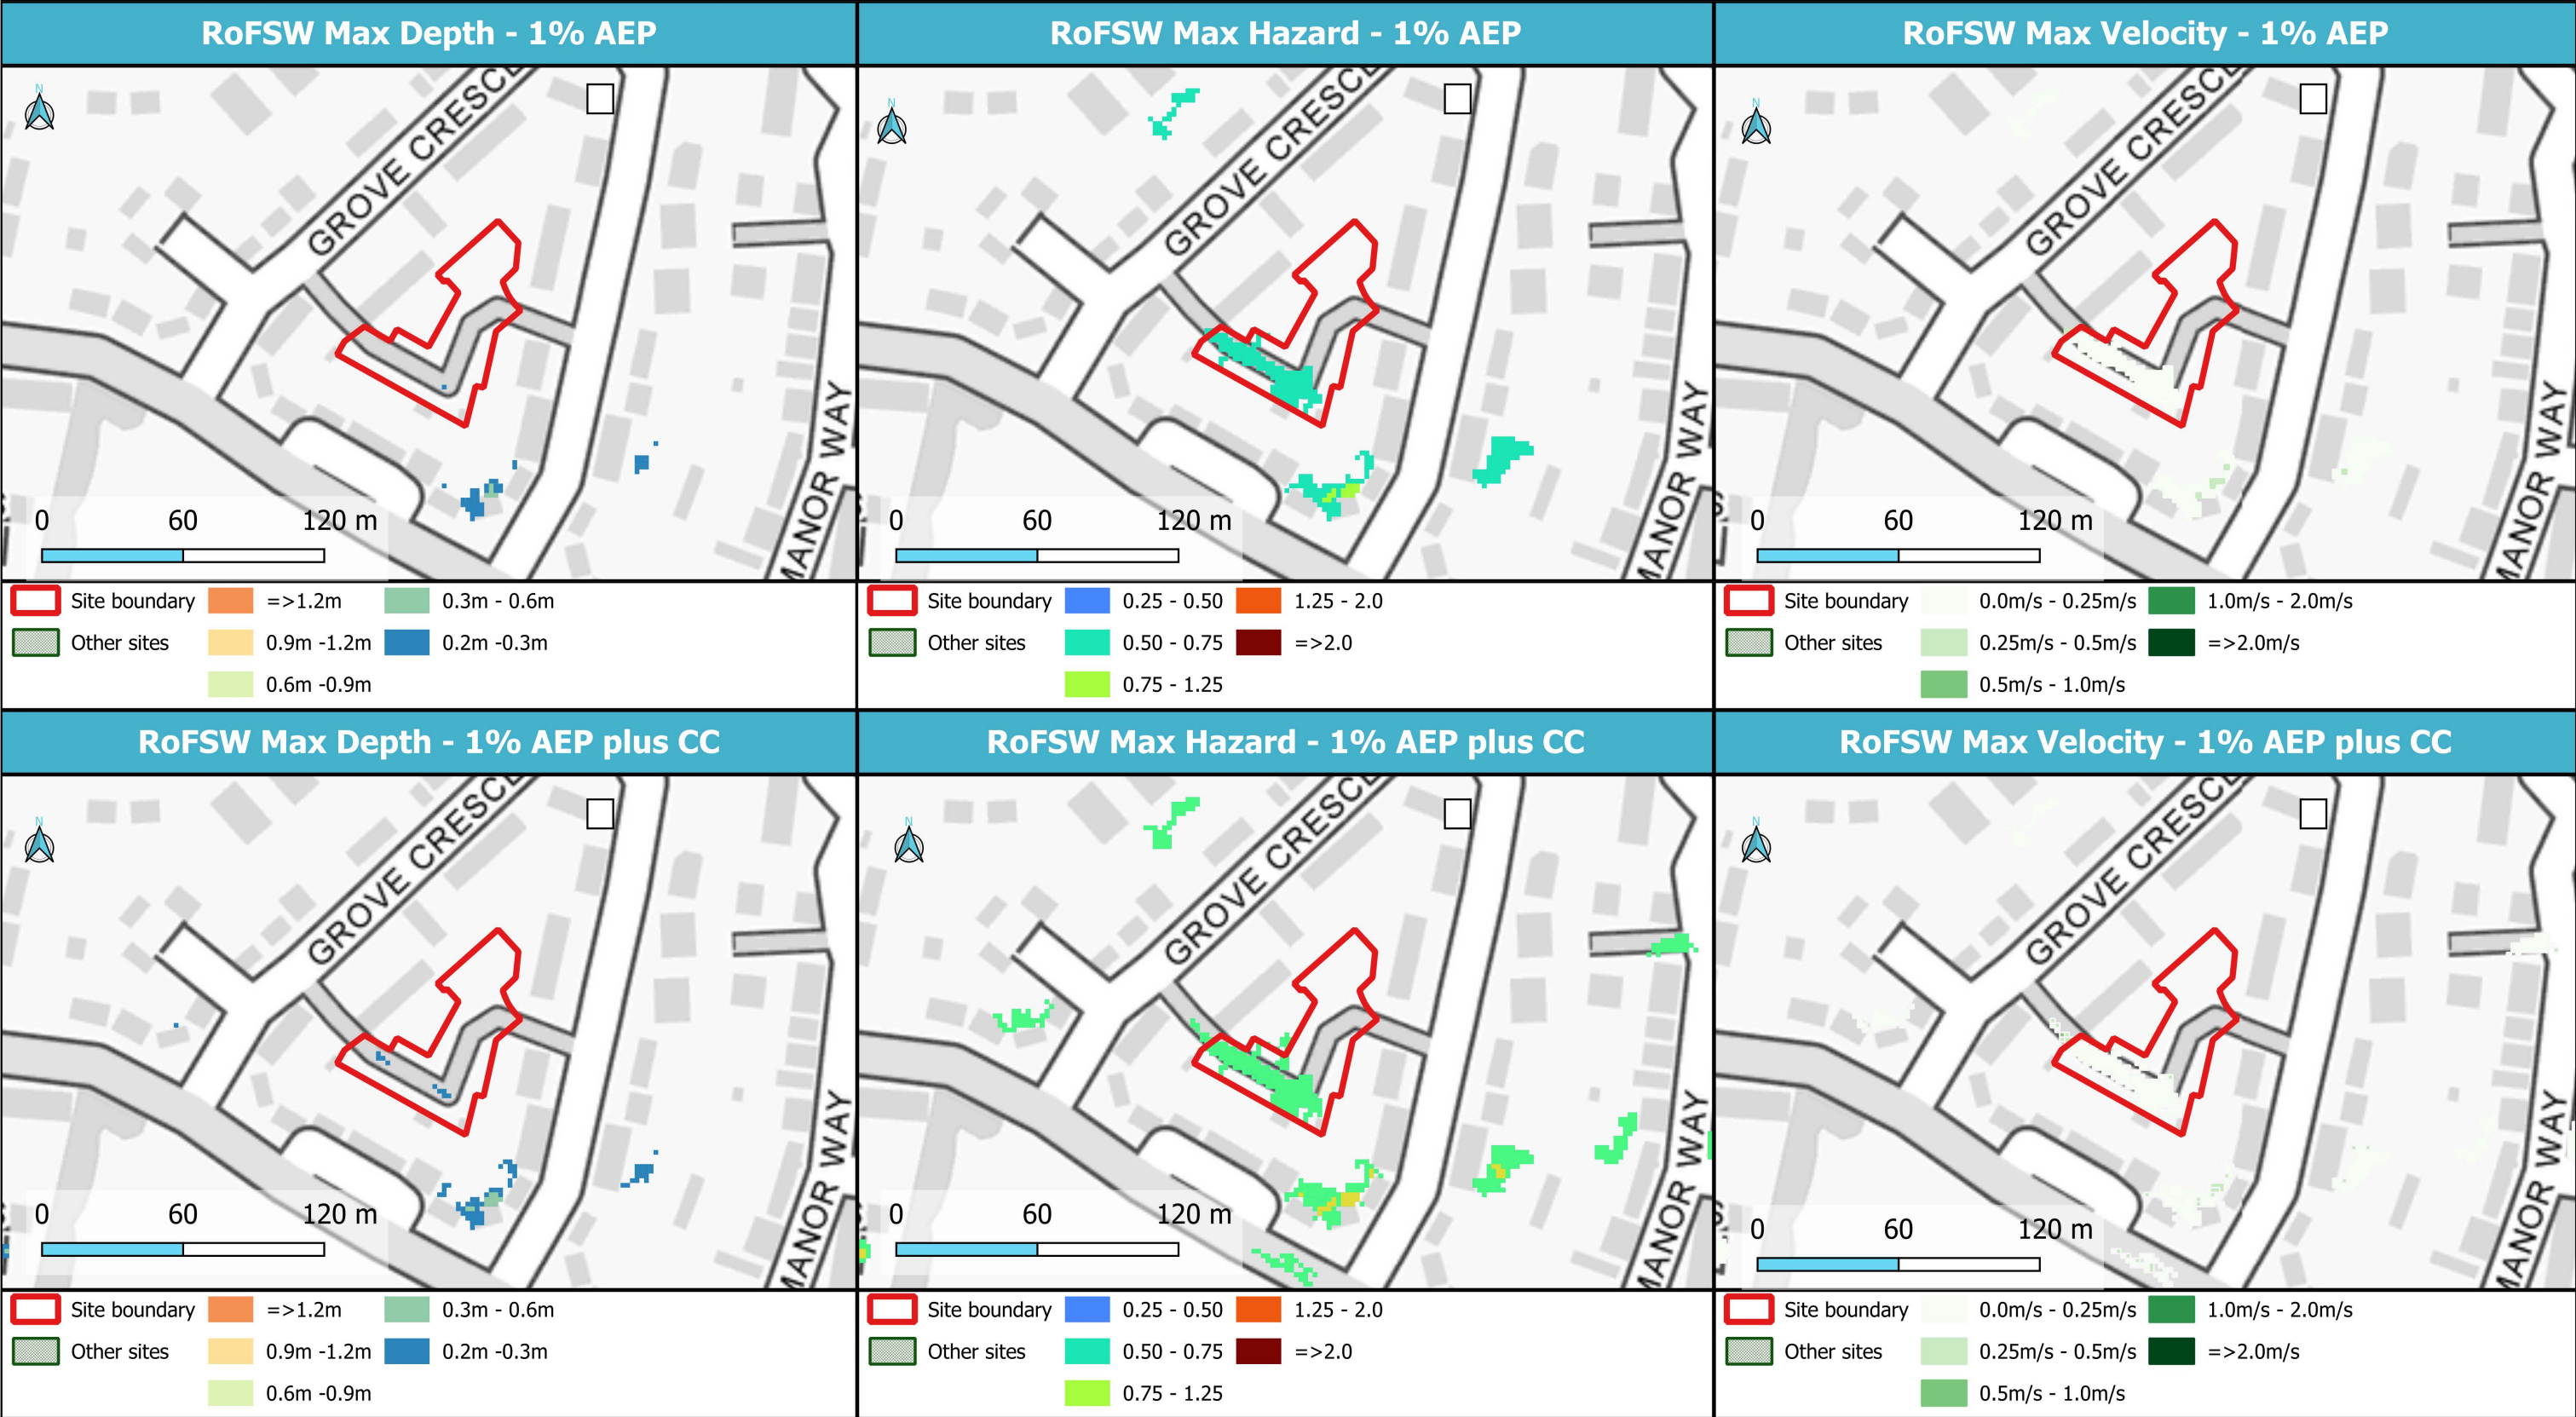 RoFSW Max Depth - 1% AEP
RoFSW Max Hazard - 1% AEP
RoFSW Max Velocity - 1% AEP
N
GROVE CRESC
MANOR WAY
0 60 120 m
N
GROVE CRESC
MANOR WAY
0 60 120 m
N
GROVE CRESC
MANOR WAY
0 60 120 m
Site boundary
Other sites
=>1.2m
0.9m -1.2m
0.6m -0.9m
0.3m - 0.6m
0.2m -0.3m
Site boundary
Other sites
0.25 - 0.50
0.50 - 0.75
0.75 - 1.25
1.25 - 2.0
=>2.0
Site boundary
Other sites
0.0m/s - 0.25m/s
0.25m/s - 0.5m/s
0.5m/s - 1.0m/s
1.0m/s - 2.0m/s
=>2.0m/s
RoFSW Max Depth - 1% AEP plus CC
RoFSW Max Hazard - 1% AEP plus CC
RoFSW Max Velocity - 1% AEP plus CC
N
GROVE CRESC
MANOR WAY
0 60 120 m
N
GROVE CRESC
MANOR WAY
0 60 120 m
N
GROVE CRESC
MANOR WAY
0 60 120 m
Site boundary
Other sites
=>1.2m
0.9m -1.2m
0.6m -0.9m
0.3m - 0.6m
0.2m -0.3m
Site boundary
Other sites
0.25 - 0.50
0.50 - 0.75
0.75 - 1.25
1.25 - 2.0
=>2.0
Site boundary
Other sites
0.0m/s - 0.25m/s
0.25m/s - 0.5m/s
0.5m/s - 1.0m/s
1.0m/s - 2.0m/s
=>2.0m/s